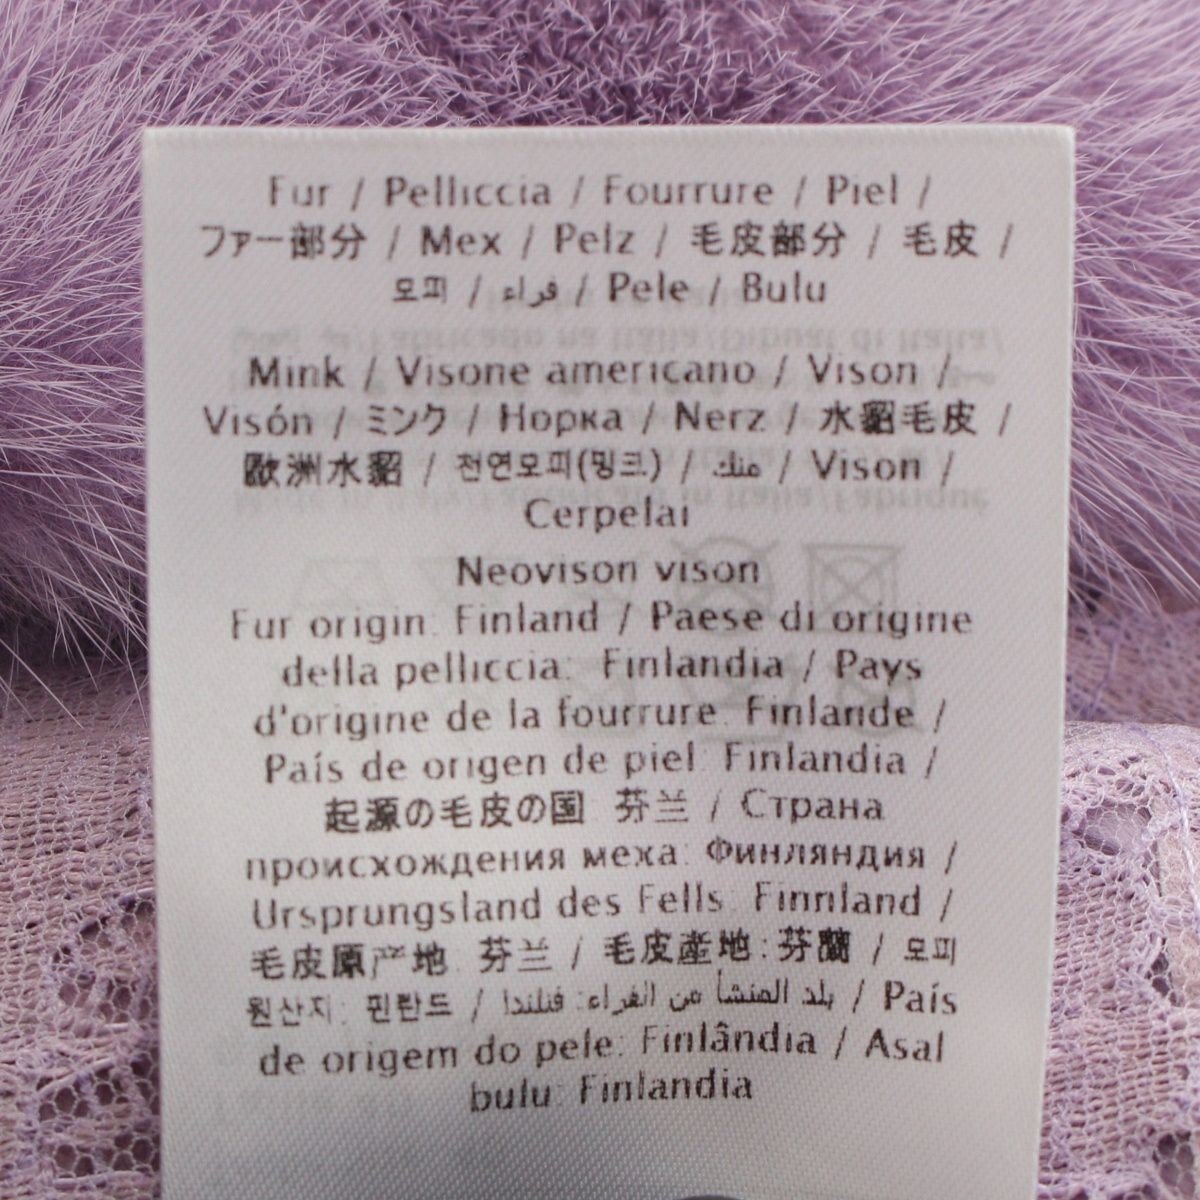 Fur / Pelliccia / Fourrure / Piel /
ファー部分 / Мех / Pelz / 毛皮部分 / 毛皮 /
모피 / فراء / Pele / Bulu
Mink / Visone americano / Vison /
Visón / ミンク / Норка / Nerz / 水貂毛皮 /
歐洲水貂 / 천연모피(밍크) / منك / Vison /
Cerpelai
Neovison vison
Fur origin: Finland / Paese di origine
della pelliccia: Finlandia / Pays
d'origine de la fourrure: Finlande /
País de origen de piel: Finlandia /
起源の毛皮の国: 芬兰 / Страна
происхождения меха: Финляндия /
Ursprungsland des Fells: Finnland /
毛皮原产地: 芬兰 / 毛皮產地: 芬蘭 / 모피
원산지: 핀란드 / بلد المنشأ من الفراء: فنلندا / País
de origem do pele: Finlândia / Asal
bulu: Finlandia